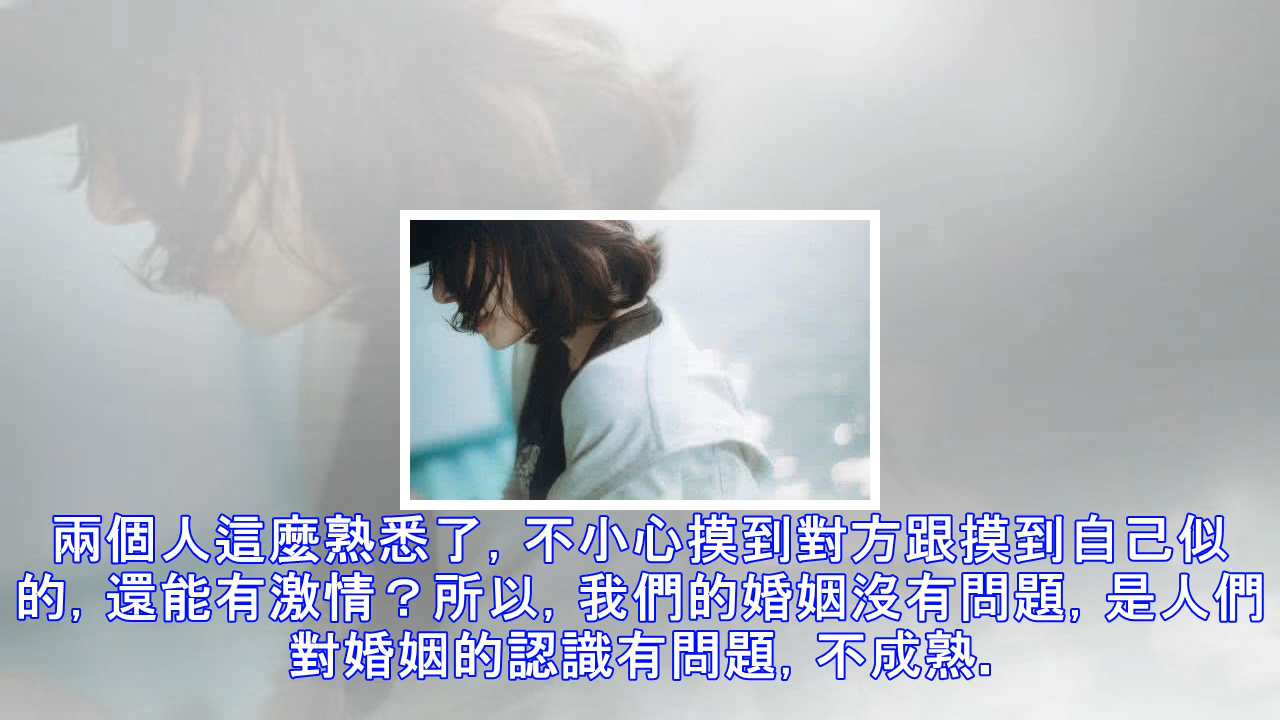 兩個人這麼熟悉了, 不小心摸到對方跟摸到自己似
的, 還能有激情？所以, 我們的婚姻沒有問題, 是人們
對婚姻的認識有問題, 不成熟.